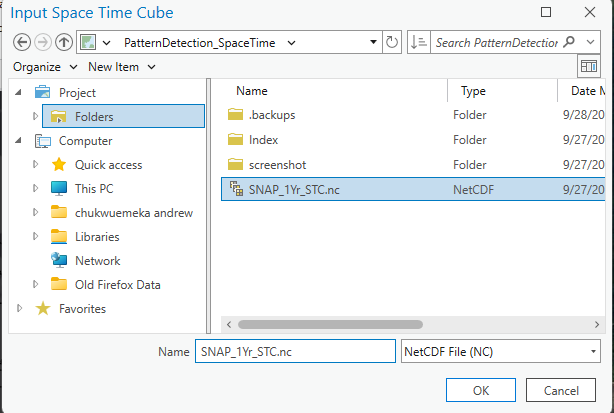 Input Space Time Cube
PatternDetection_SpaceTime
Search PatternDetection
Organize New Item
Project
Folders
Computer
Quick access
This PC
chukwuemeka andrew
Libraries
Network
Old Firefox Data
Favorites
Name Type Date M
.backups Folder 9/28/20
Index Folder 9/27/20
screenshot Folder 9/27/20
SNAP_1Yr_STC.nc NetCDF 9/27/20
Name SNAP_1Yr_STC.nc NetCDF File (NC)
OK Cancel